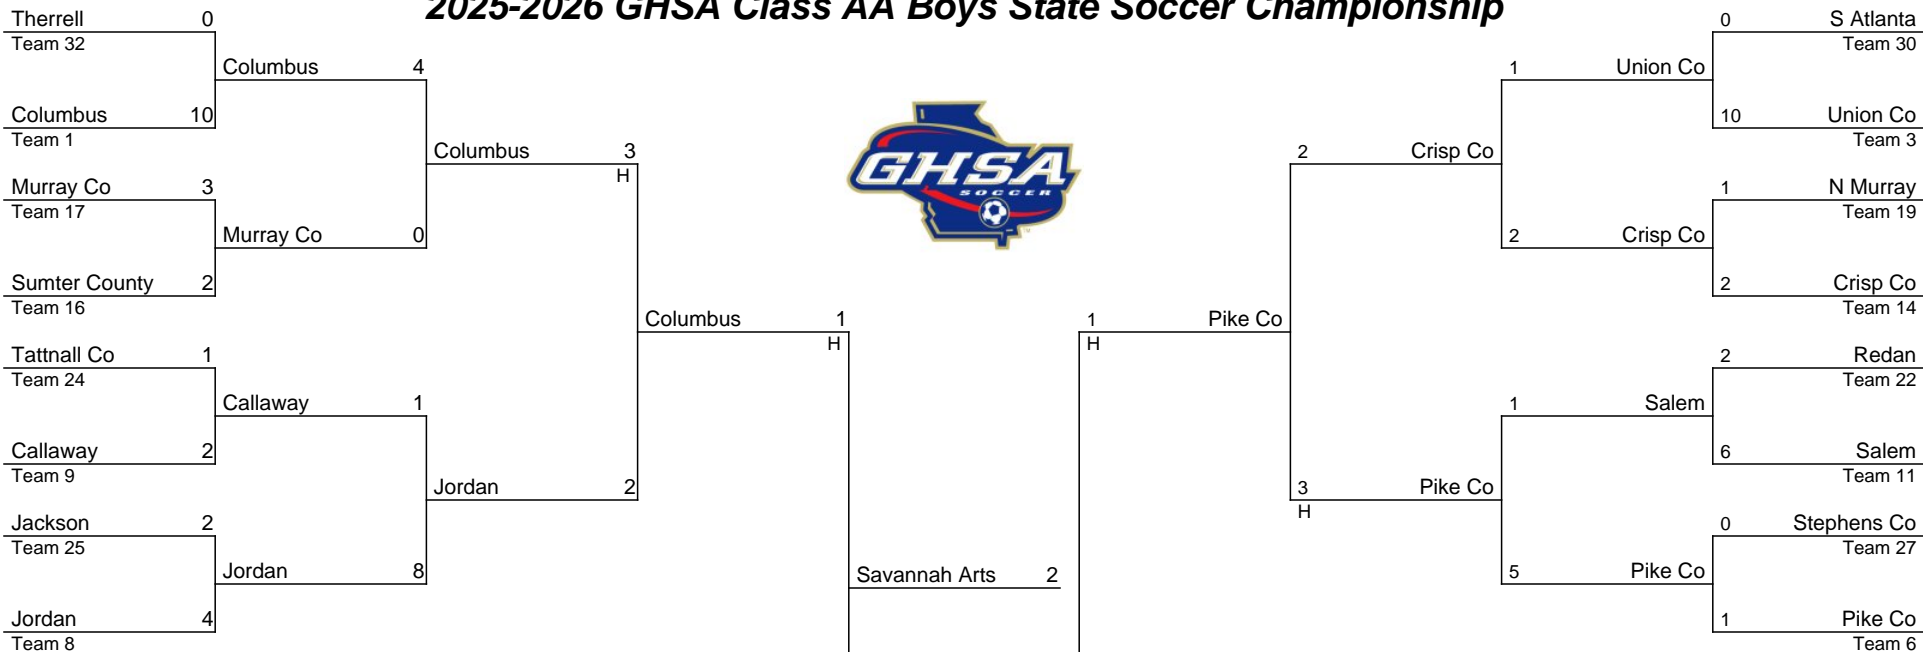 2025-2026 GHSA Class AA Boys State Soccer Championship
Therrell 0
Team 32
Columbus 10
Team 1
Murray Co 3
Team 17
Sumter County 2
Team 16
Tattnall Co 1
Team 24
Callaway 2
Team 9
Jackson 2
Team 25
Jordan 4
Team 8
Columbus 4
Murray Co 0
Callaway 1
Jordan 8
Columbus 3
H
Jordan 2
Columbus 1
H
Savannah Arts 2
GHSA
SOCCER
TM
1 Pike Co
H
2 Crisp Co
3 Pike Co
H
1 Union Co
2 Crisp Co
1 Salem
5 Pike Co
0 S Atlanta
Team 30
10 Union Co
Team 3
1 N Murray
Team 19
2 Crisp Co
Team 14
2 Redan
Team 22
6 Salem
Team 11
0 Stephens Co
Team 27
1 Pike Co
Team 6